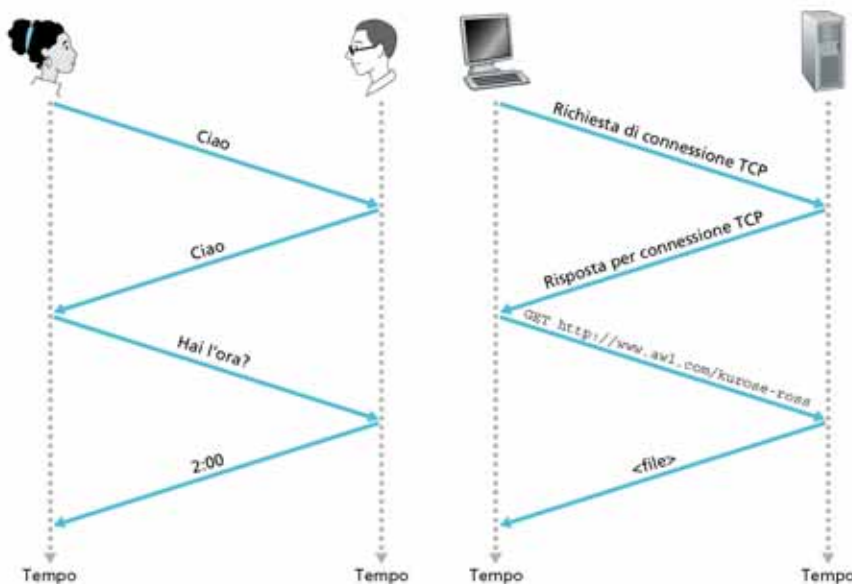 Ciao
Ciao
Hai l'ora?
2:00
Tempo
Tempo
Richiesta di connessione TCP
Risposta per connessione TCP
GET http://www.awl.com/kurose-ross
<file>
Tempo
Tempo